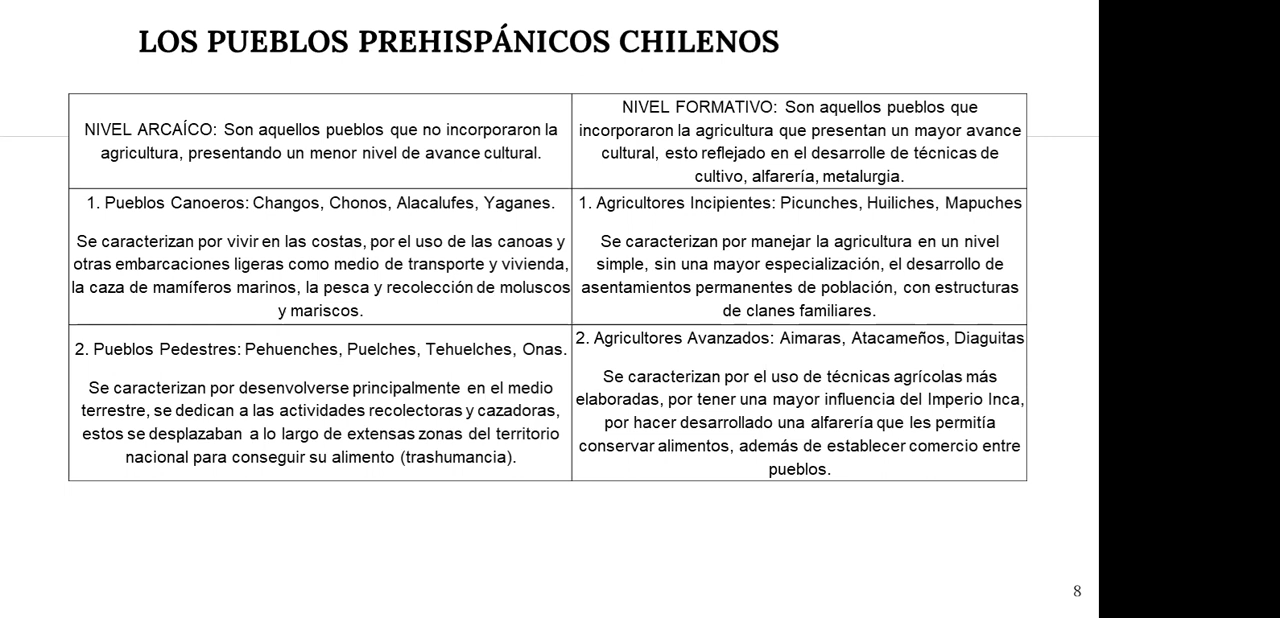 LOS PUEBLOS PREHISPÁNICOS CHILENOS
NIVEL ARCAÍCO: Son aquellos pueblos que no incorporaron la
agricultura, presentando un menor nivel de avance cultural.
NIVEL FORMATIVO: Son aquellos pueblos que
incorporaron la agricultura que presentan un mayor avance
cultural, esto reflejado en el desarrolle de técnicas de
cultivo, alfarería, metalurgia.
1. Pueblos Canoeros: Changos, Chonos, Alacalufes, Yaganes.
Se caracterizan por vivir en las costas, por el uso de las canoas y
otras embarcaciones ligeras como medio de transporte y vivienda,
la caza de mamíferos marinos, la pesca y recolección de moluscos
y mariscos.
1. Agricultores Incipientes: Picunches, Huiliches, Mapuches
Se caracterizan por manejar la agricultura en un nivel
simple, sin una mayor especialización, el desarrollo de
asentamientos permanentes de población, con estructuras
de clanes familiares.
2. Pueblos Pedestres: Pehuenches, Puelches, Tehuelches, Onas.
Se caracterizan por desenvolverse principalmente en el medio
terrestre, se dedican a las actividades recolectoras y cazadoras,
estos se desplazaban a lo largo de extensas zonas del territorio
nacional para conseguir su alimento (trashumancia).
2. Agricultores Avanzados: Aimaras, Atacameños, Diaguitas
Se caracterizan por el uso de técnicas agrícolas más
elaboradas, por tener una mayor influencia del Imperio Inca,
por hacer desarrollado una alfarería que les permitía
conservar alimentos, además de establecer comercio entre
pueblos.
8